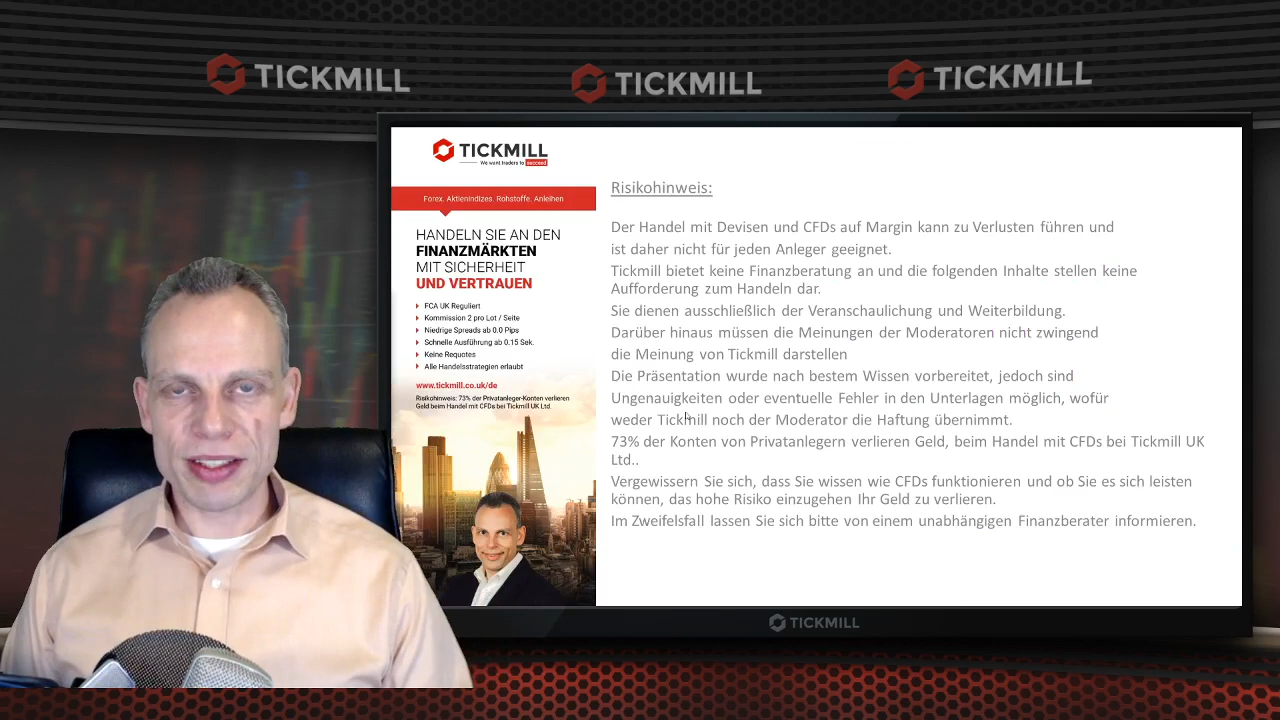 TICKMILL
TICKMILL
TICKMILL
TICKMILL
We want traders to succeed
Forex. Aktienindizes. Rohstoffe. Anleihen
HANDELN SIE AN DEN
FINANZMÄRKTEN
MIT SICHERHEIT
UND VERTRAUEN
FCA UK Reguliert
Kommission 2 pro Lot / Seite
Niedrige Spreads ab 0.0 Pips
Schnelle Ausführung ab 0.15 Sek.
Keine Requotes
Alle Handelsstrategien erlaubt
www.tickmill.co.uk/de
Risikohinweis: 73% der Privatanleger-Konten verlieren
Geld beim Handel mit CFDs bei Tickmill UK Ltd.
Risikohinweis:
Der Handel mit Devisen und CFDs auf Margin kann zu Verlusten führen und
ist daher nicht für jeden Anleger geeignet.
Tickmill bietet keine Finanzberatung an und die folgenden Inhalte stellen keine
Aufforderung zum Handeln dar.
Sie dienen ausschließlich der Veranschaulichung und Weiterbildung.
Darüber hinaus müssen die Meinungen der Moderatoren nicht zwingend
die Meinung von Tickmill darstellen
Die Präsentation wurde nach bestem Wissen vorbereitet, jedoch sind
Ungenauigkeiten oder eventuelle Fehler in den Unterlagen möglich, wofür
weder Tickmill noch der Moderator die Haftung übernimmt.
73% der Konten von Privatanlegern verlieren Geld, beim Handel mit CFDs bei Tickmill UK
Ltd..
Vergewissern Sie sich, dass Sie wissen wie CFDs funktionieren und ob Sie es sich leisten
können, das hohe Risiko einzugehen Ihr Geld zu verlieren.
Im Zweifelsfall lassen Sie sich bitte von einem unabhängigen Finanzberater informieren.
TICKMILL